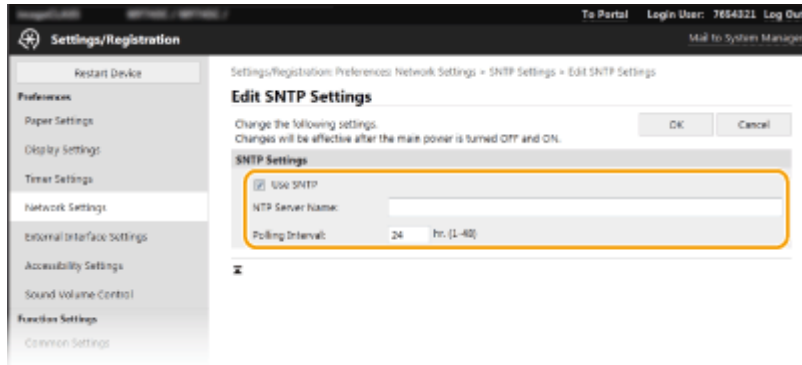 To Portal Login User: 7654321 Log Out
Settings/Registration
Mail to System Manager
Restart Device
Settings/Registration: Preferences: Network Settings > SNTP Settings > Edit SNTP Settings
Preferences
Edit SNTP Settings
Paper Settings
Change the following settings.
OK Cancel
Changes will be effective after the main power is turned OFF and ON.
Display Settings
SNTP Settings
Timer Settings
Use SNTP
Network Settings
NTP Server Name:
External Interface Settings
Polling Interval: 24 hr. (1-48)
Accessibility Settings
Sound Volume Control
Function Settings
Common Settings